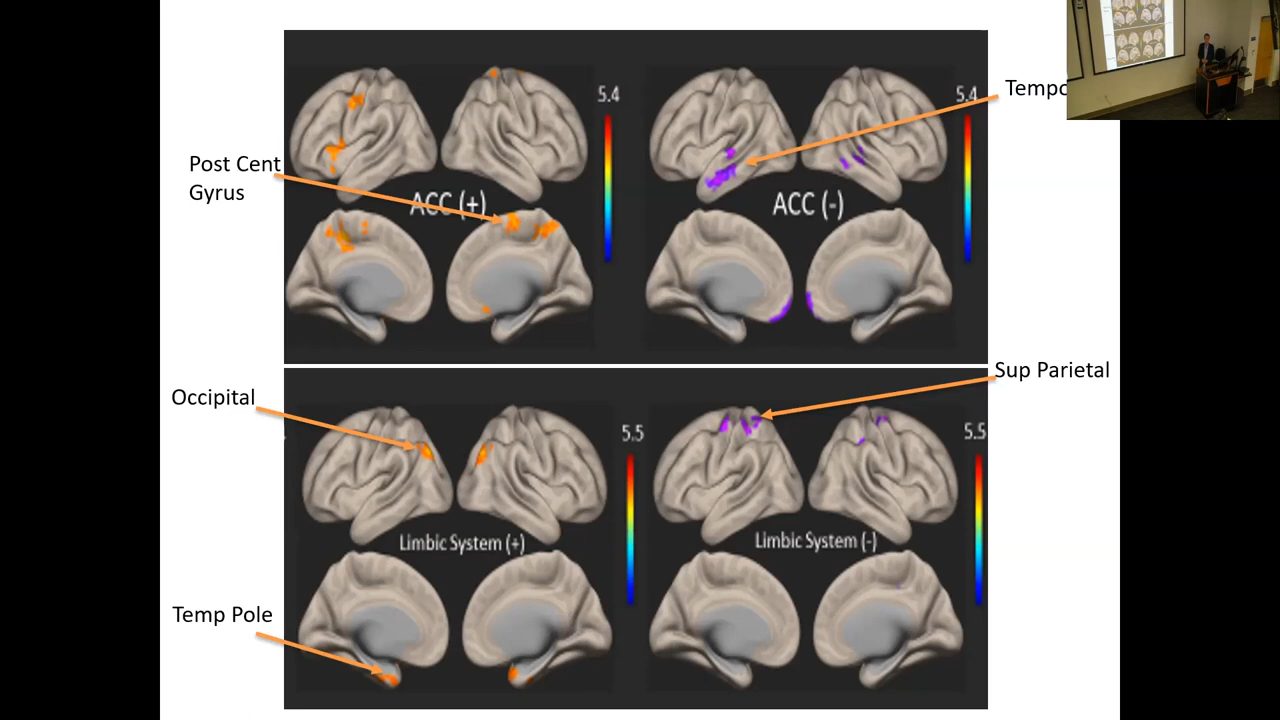 5.4
5.4
Post Cent
Gyrus
ACC (+)
ACC (-)
Occipital
Sup Parietal
5.5
5.5
Limbic System (+)
Limbic System (-)
Temp Pole